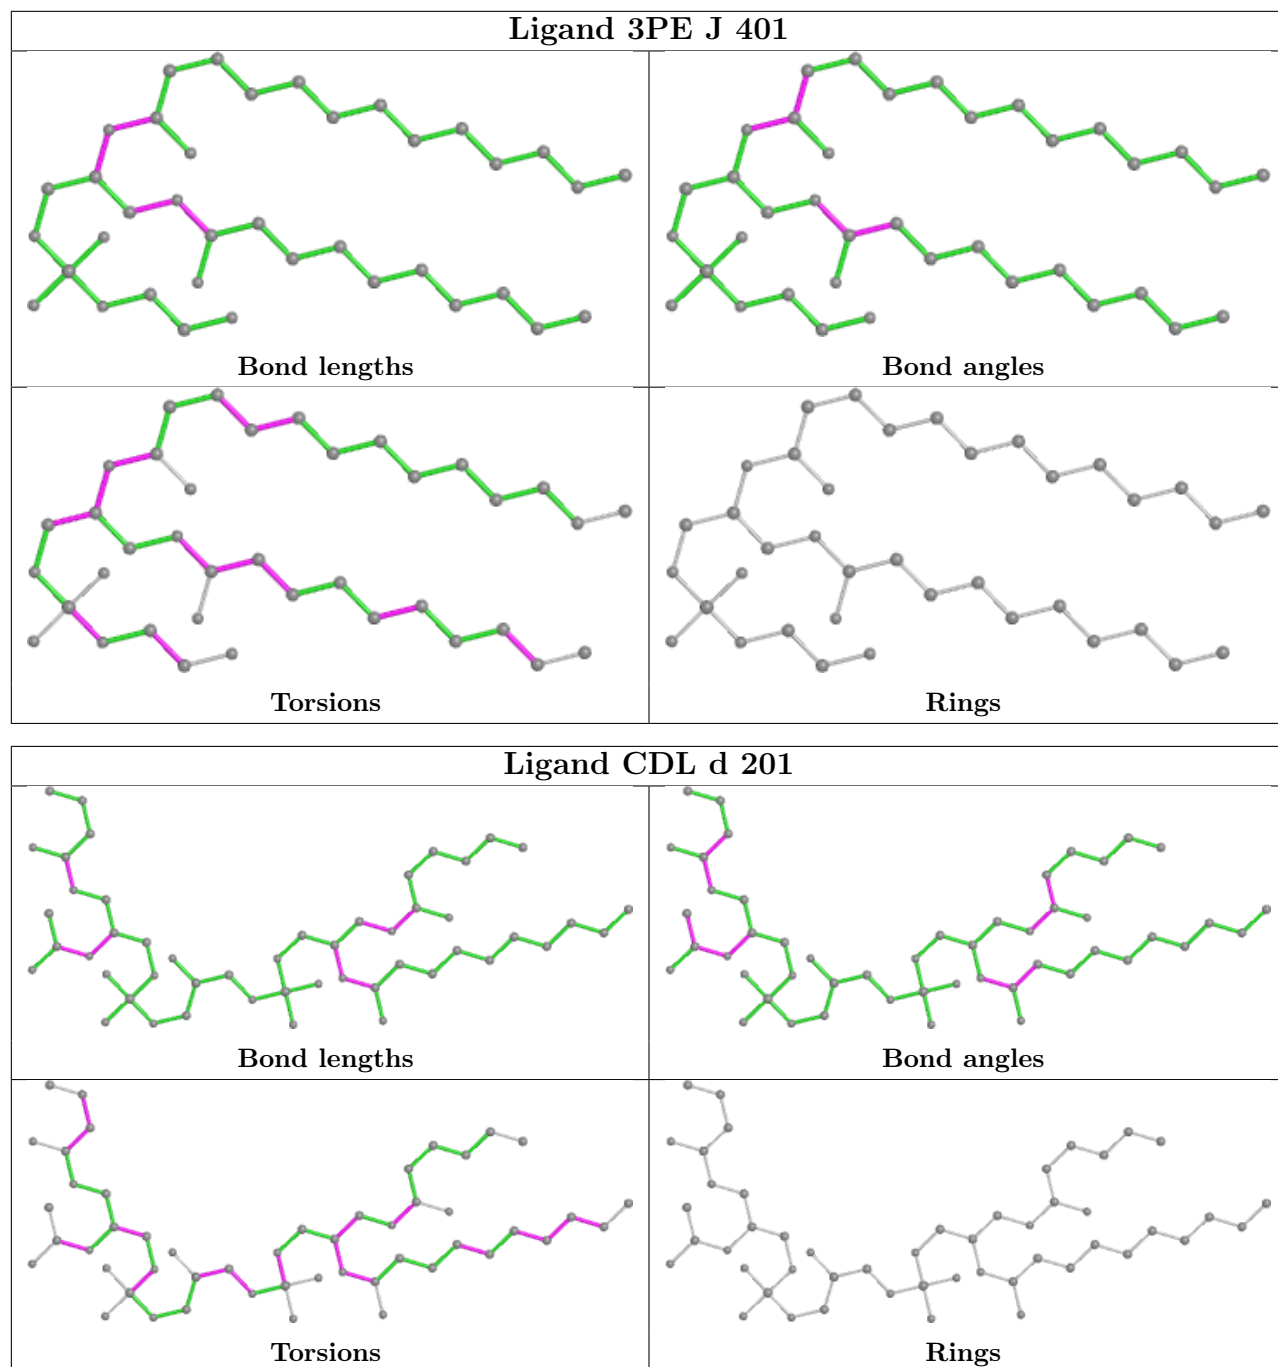 Ligand 3PE J 401
Bond lengths
Bond angles
Torsions
Rings
Ligand CDL d 201
Bond lengths
Bond angles
Torsions
Rings